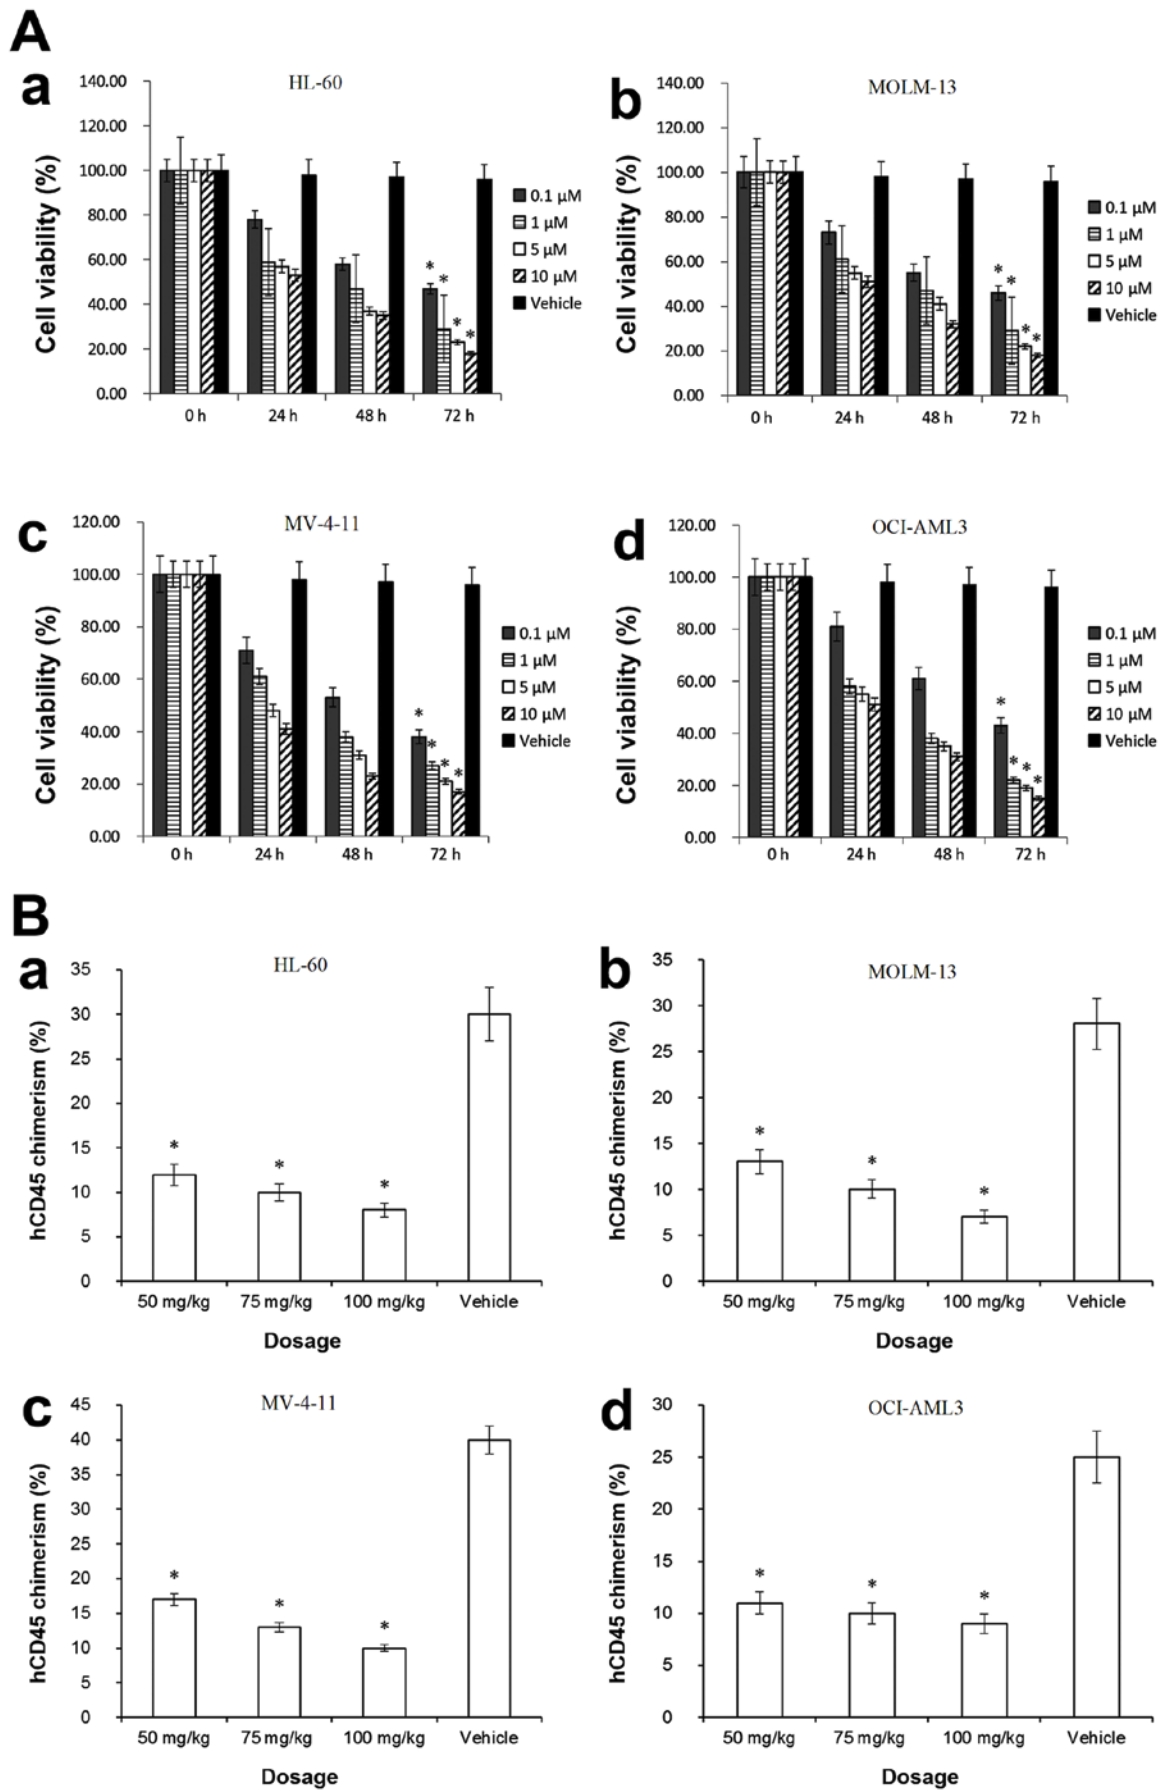 A
a
HL-60
140.00
120.00
100.00
80.00
60.00
40.00
20.00
0.00
Cell viability (%)
0 h 24 h 48 h 72 h
* * * *
0.1 µM
1 µM
5 µM
10 µM
Vehicle
b
MOLM-13
140.00
120.00
100.00
80.00
60.00
40.00
20.00
0.00
Cell viability (%)
0 h 24 h 48 h 72 h
* * * *
0.1 µM
1 µM
5 µM
10 µM
Vehicle
c
MV-4-11
120.00
100.00
80.00
60.00
40.00
20.00
0.00
Cell viability (%)
0 h 24 h 48 h 72 h
* * * *
0.1 µM
1 µM
5 µM
10 µM
Vehicle
d
OCI-AML3
120.00
100.00
80.00
60.00
40.00
20.00
0.00
Cell viability (%)
0 h 24 h 48 h 72 h
* * * *
0.1 µM
1 µM
5 µM
10 µM
Vehicle
B
a
HL-60
35
30
25
20
15
10
5
0
hCD45 chimerism (%)
* * *
50 mg/kg 75 mg/kg 100 mg/kg Vehicle
Dosage
b
MOLM-13
35
30
25
20
15
10
5
0
hCD45 chimerism (%)
* * *
50 mg/kg 75 mg/kg 100 mg/kg Vehicle
Dosage
c
MV-4-11
45
40
35
30
25
20
15
10
5
0
hCD45 chimerism (%)
* * *
50 mg/kg 75 mg/kg 100 mg/kg Vehicle
Dosage
d
OCI-AML3
30
25
20
15
10
5
0
hCD45 chimerism (%)
* * *
50 mg/kg 75 mg/kg 100 mg/kg Vehicle
Dosage